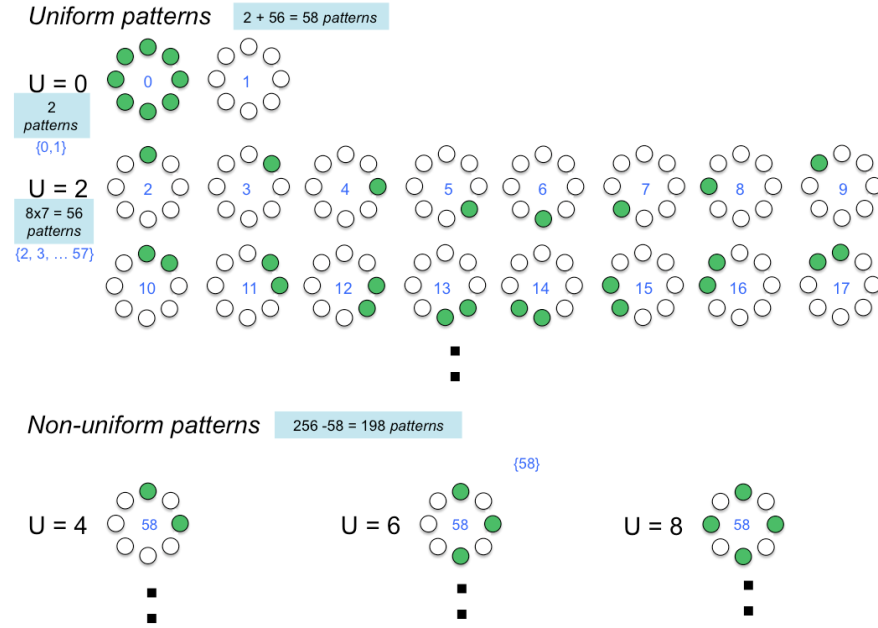 Uniform patterns
2 + 56 = 58 patterns
U = 0
0
1
2
patterns
{0,1}
U = 2
2
3
4
5
6
7
8
9
8x7 = 56
patterns
{2, 3, … 57}
10
11
12
13
14
15
16
17
Non-uniform patterns
256 -58 = 198 patterns
{58}
U = 4
58
U = 6
58
U = 8
58